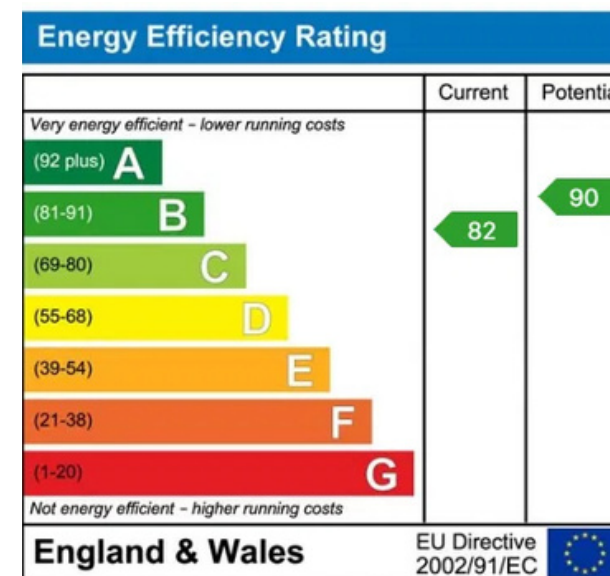 Energy Efficiency Rating
Current Potentia
Very energy efficient – lower running costs
(92 plus) A
(81-91) B
(69-80) C
(55-68) D
(39-54) E
(21-38) F
(1-20) G
82
90
Not energy efficient – higher running costs
England & Wales
EU Directive
2002/91/EC